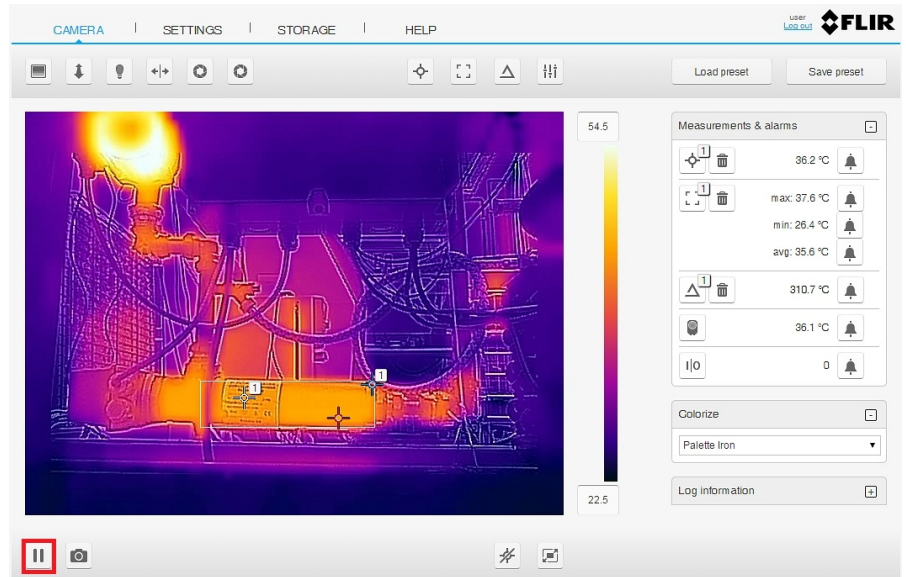 CAMERA
SETTINGS
STORAGE
HELP
user
Log out
FLIR
Load preset
Save preset
54.5
22.5
1
1
Measurements & alarms
1
36.2 °C
1
max: 37.6 °C
min: 26.4 °C
avg: 35.6 °C
1
310.7 °C
36.1 °C
I|O
0
Colorize
Palette Iron
Log information